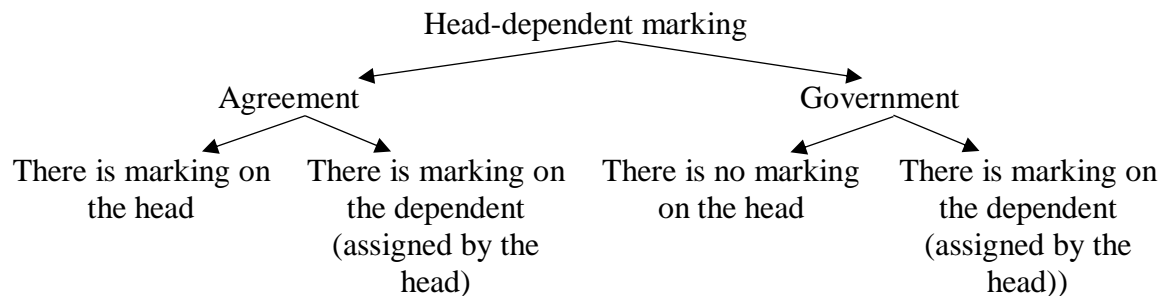 Head-dependent marking
Agreement
Government
There is marking on
the head
There is marking on
the dependent
(assigned by the
head)
There is no marking
on the head
There is marking on
the dependent
(assigned by the
head))